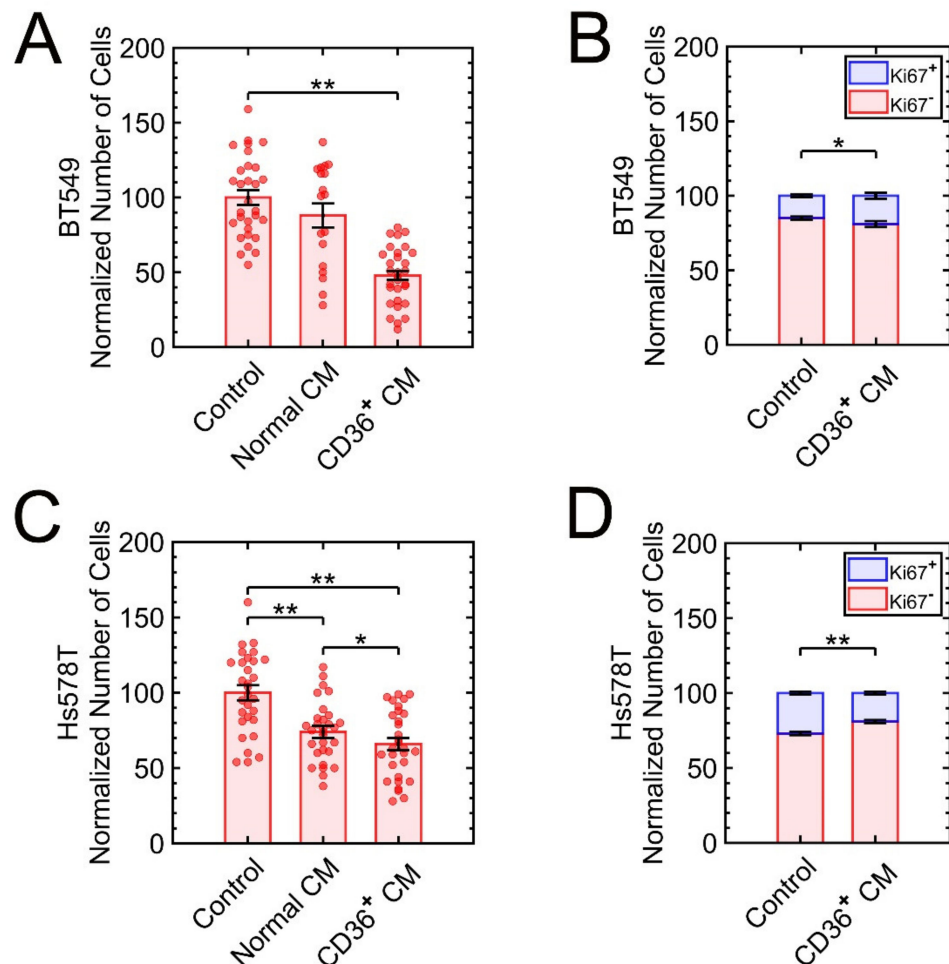 A
BT549
Normalized Number of Cells
200
150
100
50
0
**
Control
Normal CM
CD36⁺ CM
B
BT549
Normalized Number of Cells
200
150
100
50
0
Ki67⁺
Ki67⁻
*
Control
CD36⁺ CM
C
Hs578T
Normalized Number of Cells
200
150
100
50
0
**
**
*
Control
Normal CM
CD36⁺ CM
D
Hs578T
Normalized Number of Cells
200
150
100
50
0
Ki67⁺
Ki67⁻
**
Control
CD36⁺ CM